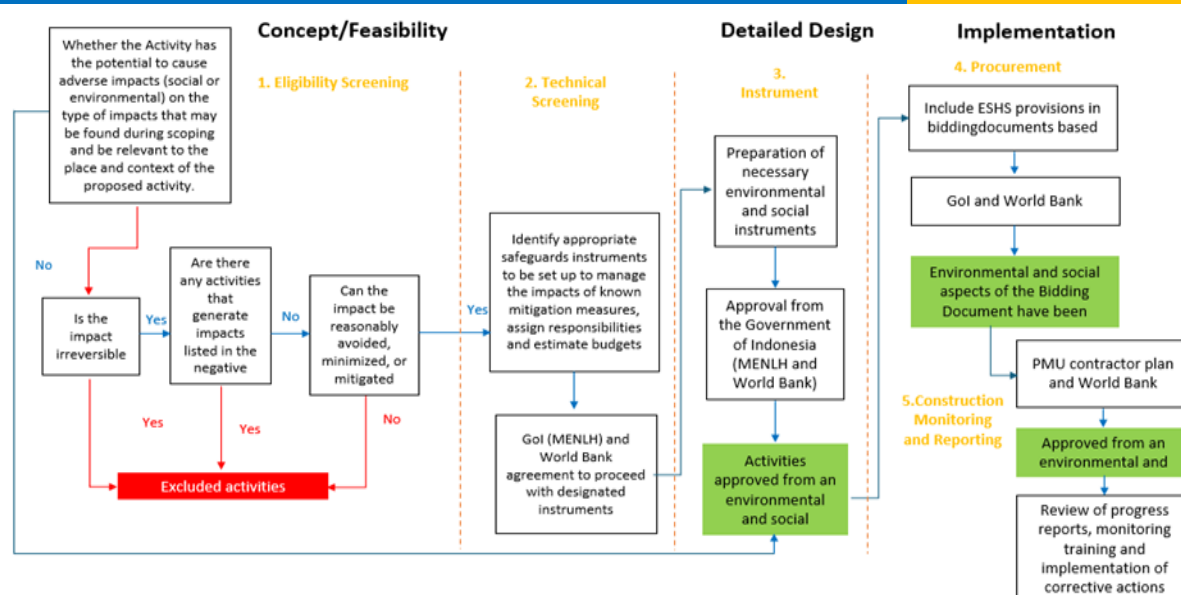 Concept/Feasibility
Detailed Design
Implementation
Whether the Activity has
the potential to cause
adverse impacts (social or
environmental) on the
type of impacts that may
be found during scoping
and be relevant to the
place and context of the
proposed activity.
1. Eligibility Screening
2. Technical
Screening
3.
Instrument
4. Procurement
No
Is the
impact
irreversible
Yes
Are there
any activities
that
generate
impacts
listed in the
negative
No
Can the
impact be
reasonably
avoided,
minimized, or
mitigated
Yes
Yes
Yes
No
Excluded activities
Identify appropriate
safeguards instruments
to be set up to manage
the impacts of known
mitigation measures,
assign responsibilities
and estimate budgets
GoI (MENLH) and
World Bank
agreement to proceed
with designated
instruments
Preparation of
necessary
environmental
and social
instruments
Approval from
the Government
of Indonesia
(MENLH and
World Bank)
Activities
approved from an
environmental
and social
Include ESHS provisions in
biddingdocuments based
GoI and World Bank
Environmental and social
aspects of the Bidding
Document have been
5.Construction
Monitoring
and Reporting
PMU contractor plan
and World Bank
Approved from an
environmental and
Review of progress
reports, monitoring
training and
implementation of
corrective actions